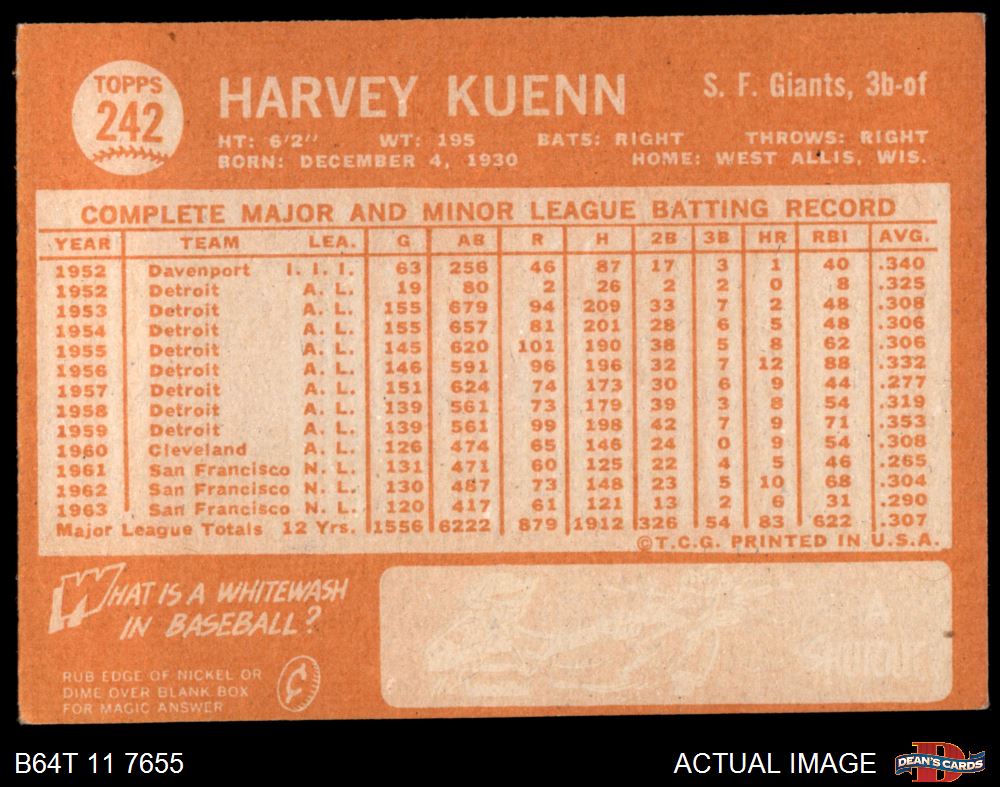 TOPPS
242
HARVEY KUENN
S. F. Giants, 3b-of
HT: 6'2" WT: 195 BATS: RIGHT THROWS: RIGHT
BORN: DECEMBER 4, 1930 HOME: WEST ALLIS, WIS.
COMPLETE MAJOR AND MINOR LEAGUE BATTING RECORD
YEAR TEAM LEA. G AB R H 2B 3B HR RBI AVG.
1952 Davenport I. I. I. 63 256 46 87 17 3 1 40 .340
1952 Detroit A. L. 19 80 2 26 2 2 0 8 .325
1953 Detroit A. L. 155 679 94 209 33 7 2 48 .308
1954 Detroit A. L. 155 657 81 201 28 6 5 48 .306
1955 Detroit A. L. 145 620 101 190 38 5 8 62 .306
1956 Detroit A. L. 146 591 96 196 32 7 12 88 .332
1957 Detroit A. L. 151 624 74 173 30 6 9 44 .277
1958 Detroit A. L. 139 561 73 179 39 3 8 54 .319
1959 Detroit A. L. 139 561 99 198 42 7 9 71 .353
1960 Cleveland A. L. 126 474 65 146 24 0 9 54 .308
1961 San Francisco N. L. 131 471 60 125 22 4 5 46 .265
1962 San Francisco N. L. 130 487 73 148 23 5 10 68 .304
1963 San Francisco N. L. 120 417 61 121 13 2 6 31 .290
Major League Totals 12 Yrs. 1556 6222 879 1912 326 54 83 622 .307
©T.C.G. PRINTED IN U.S.A.
WHAT IS A WHITEWASH
IN BASEBALL?
RUB EDGE OF NICKEL OR
DIME OVER BLANK BOX
FOR MAGIC ANSWER
A
SHUTOUT
B64T 11 7655
ACTUAL IMAGE
DEAN'S CARDS